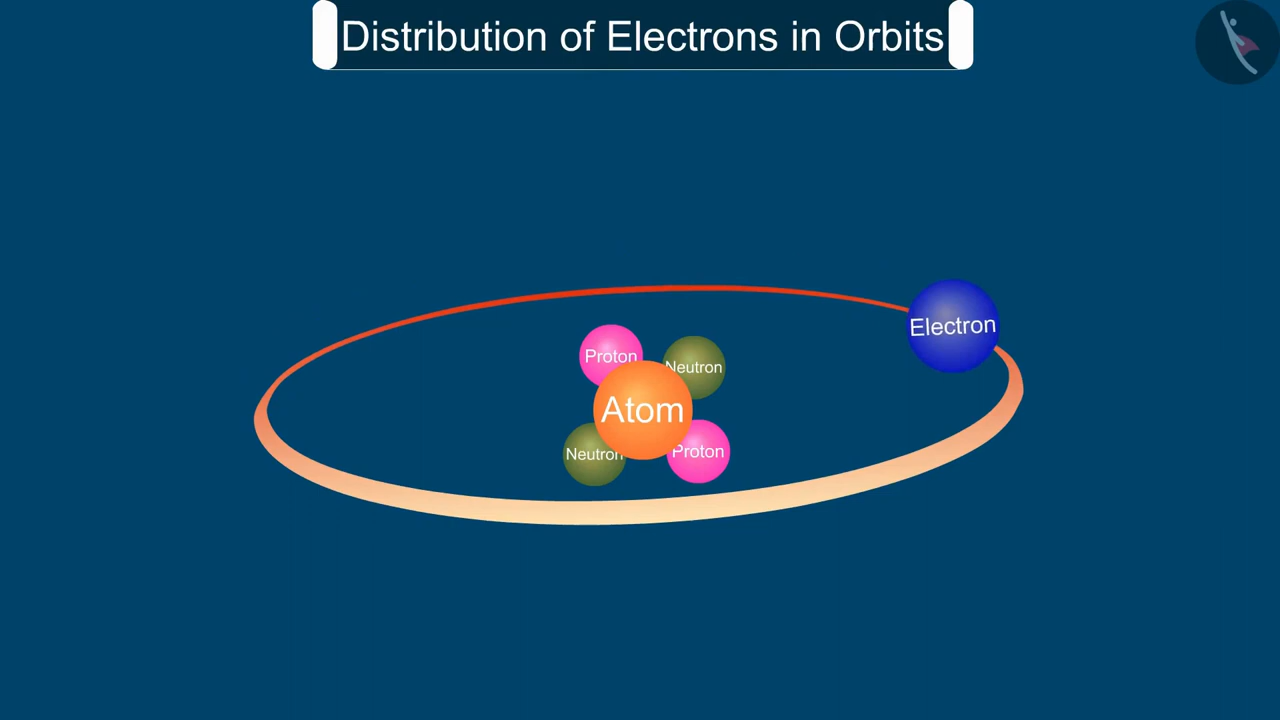 Distribution of Electrons in Orbits
Electron
Proton
Neutron
Atom
Neutron
Proton